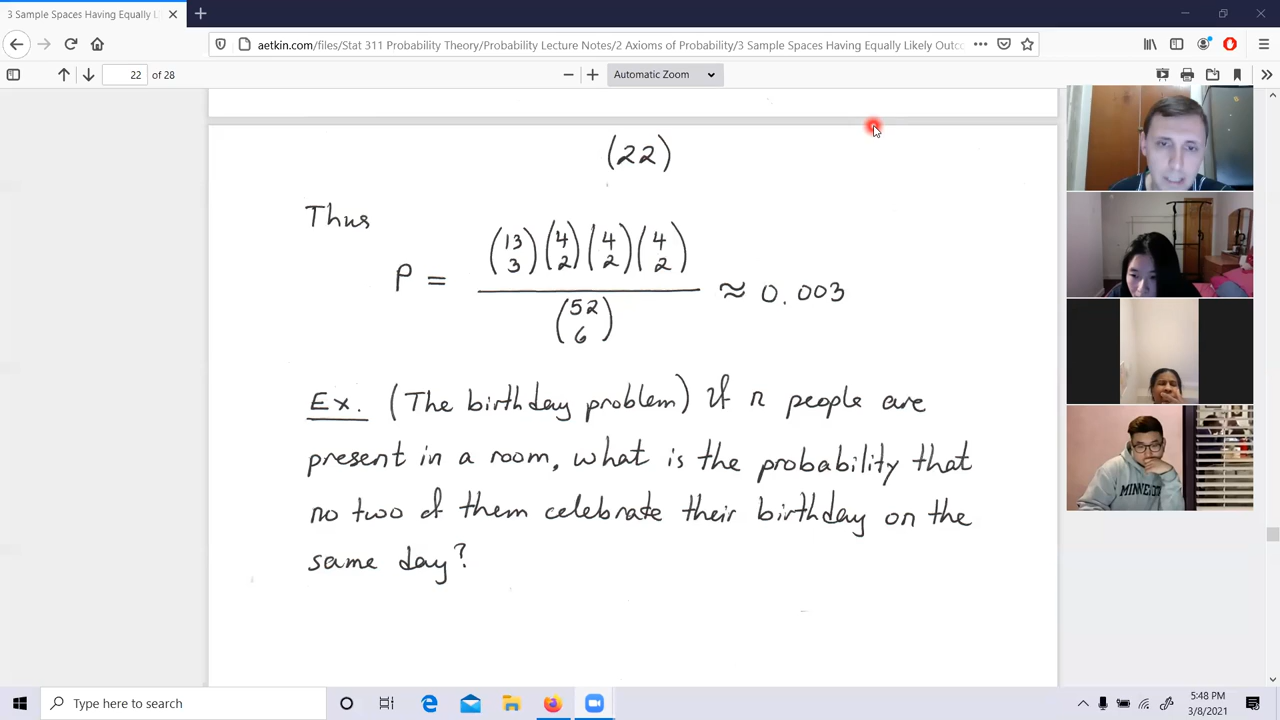 3 Sample Spaces Having Equally Li
aetkin.com/files/Stat 311 Probability Theory/Probability Lecture Notes/2 Axioms of Probability/3 Sample Spaces Having Equally Likely Outc
22 of 28
Automatic Zoom
(22)
Thus
P = (13 3) (4 2) (4 2) (4 2) / (52 6) ≈ 0.003
Ex. (The birthday problem) If n people are
present in a room, what is the probability that
no two of them celebrate their birthday on the
same day?
MINNE
Type here to search
5:48 PM
3/8/2021